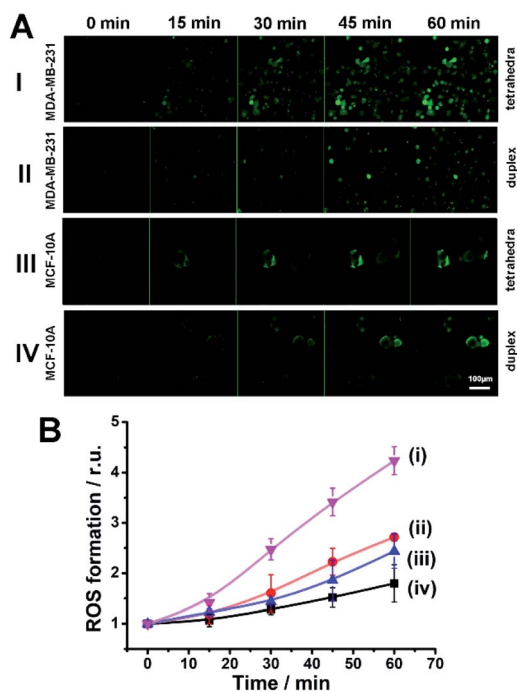 A
0 min 15 min 30 min 45 min 60 min
I MDA-MB-231 tetrahedra
II MDA-MB-231 duplex
III MCF-10A tetrahedra
IV MCF-10A duplex
100μm
B
ROS formation / r.u.
5
4
3
2
1
(i)
(ii)
(iii)
(iv)
0 10 20 30 40 50 60 70
Time / min